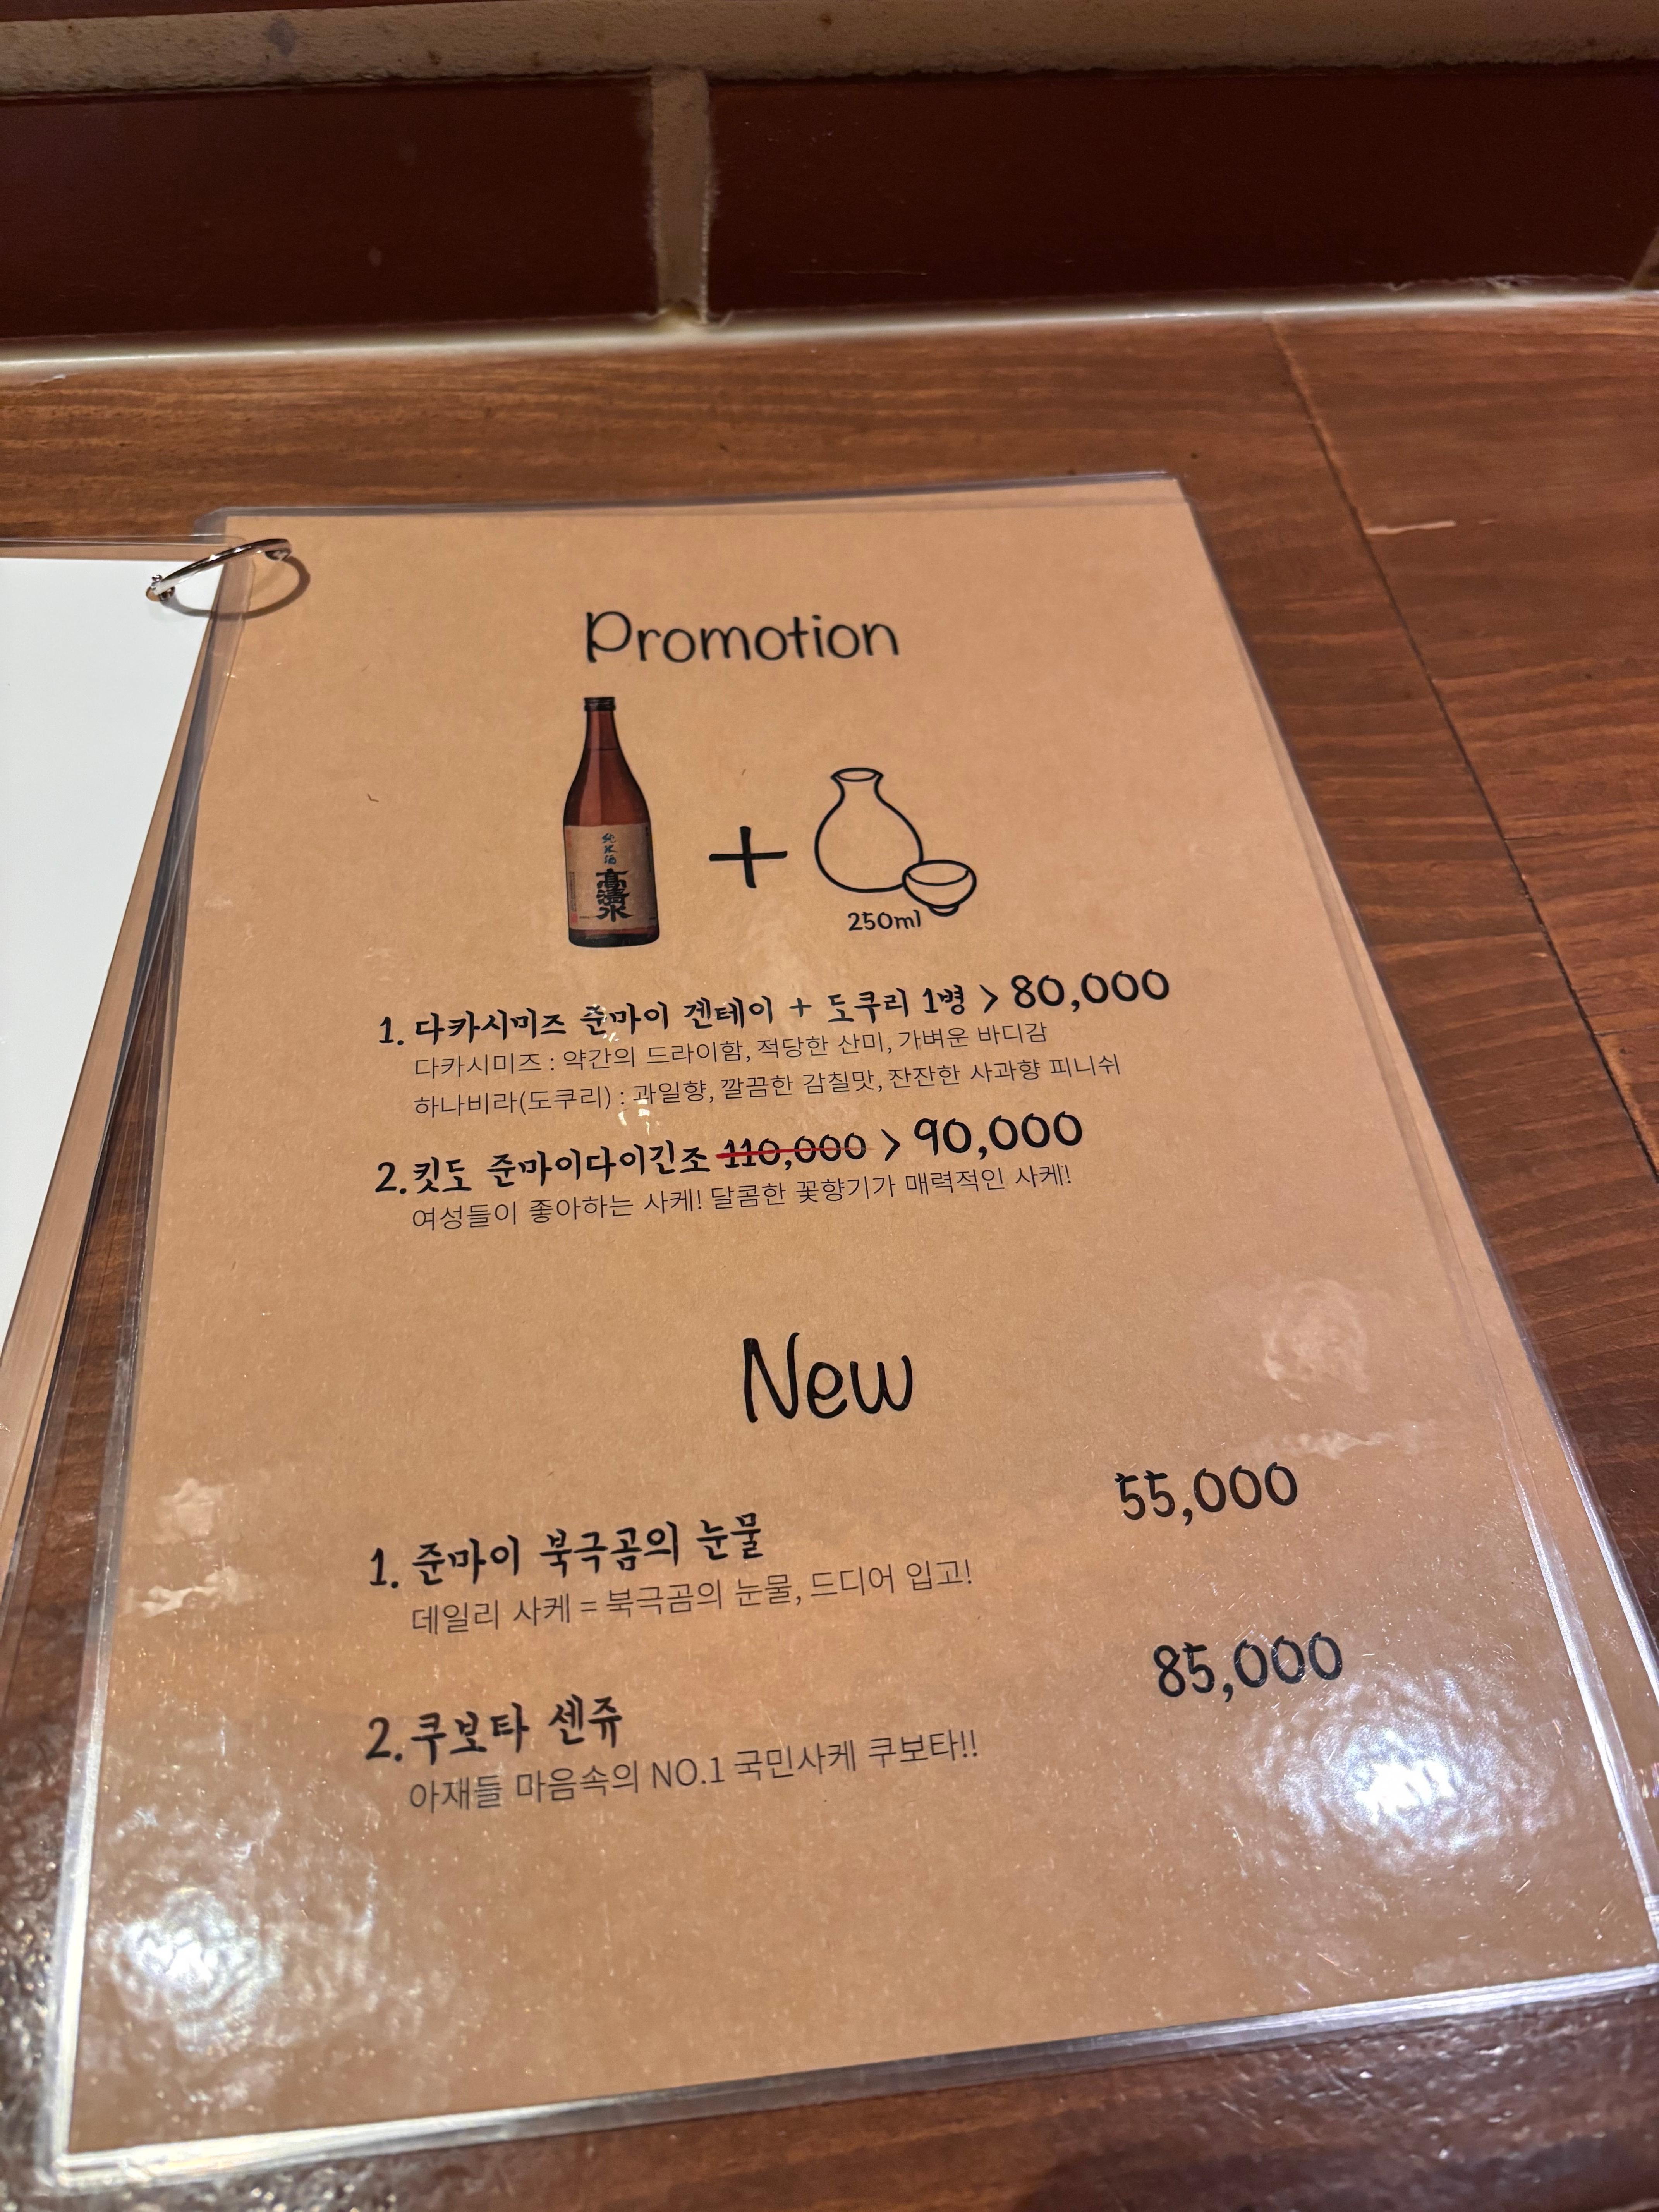 Promotion
純米酒
高清水
+
250ml
1. 다카시미즈 준마이 겐테이 + 도쿠리 1병 > 80,000
다카시미즈 : 약간의 드라이함, 적당한 산미, 가벼운 바디감
하나비라(도쿠리) : 과일향, 깔끔한 감칠맛, 잔잔한 사과향 피니쉬
2. 킷도 준마이다이긴조 110,000 > 90,000
여성들이 좋아하는 사케! 달콤한 꽃향기가 매력적인 사케!
New
1. 준마이 북극곰의 눈물 55,000
데일리 사케 = 북극곰의 눈물, 드디어 입고!
2. 쿠보타 센쥬 85,000
아재들 마음속의 NO.1 국민사케 쿠보타!!